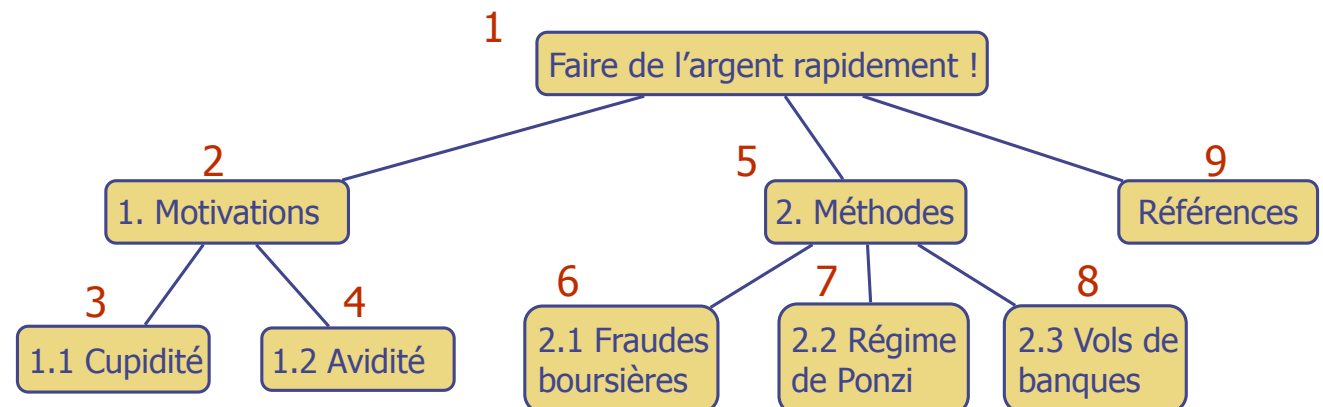 1
Faire de l’argent rapidement !
2
5
9
1. Motivations
2. Méthodes
Références
3
4
6
7
8
1.1 Cupidité
1.2 Avidité
2.1 Fraudes
boursières
2.2 Régime
de Ponzi
2.3 Vols de
banques